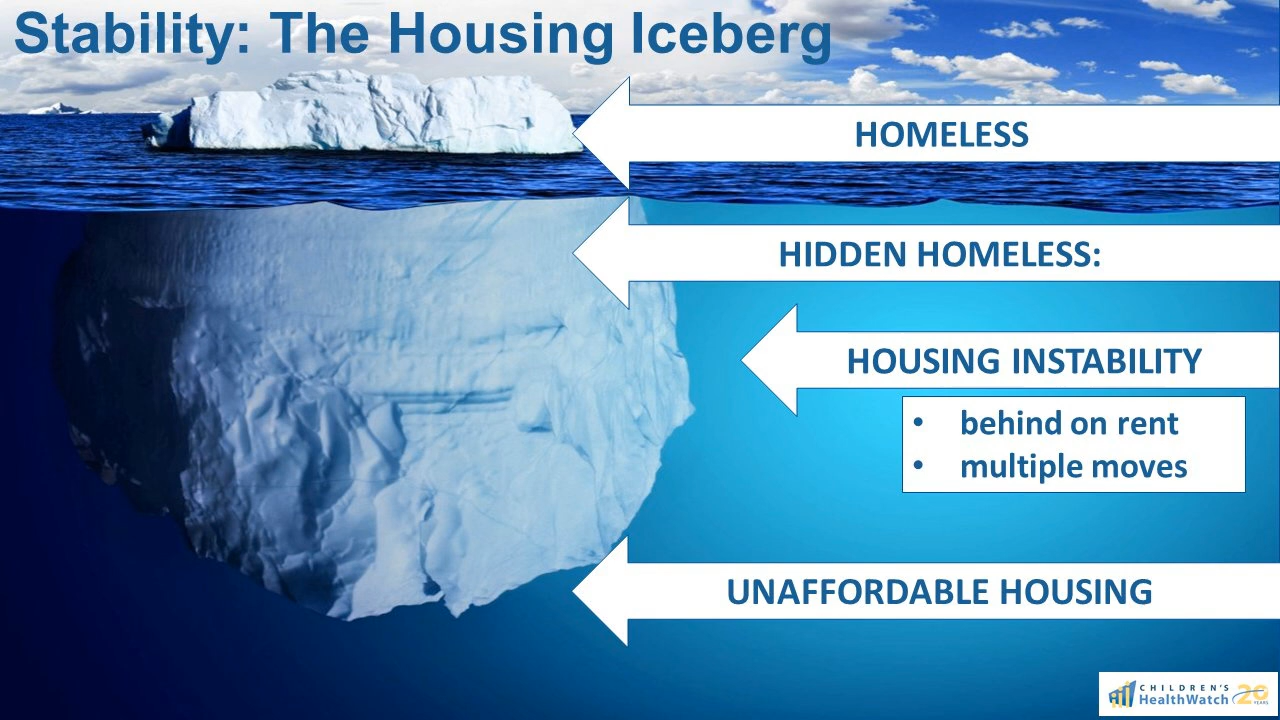 Stability: The Housing Iceberg
HOMELESS
HIDDEN HOMELESS:
HOUSING INSTABILITY
• behind on rent
• multiple moves
UNAFFORDABLE HOUSING
CHILDREN'S
HealthWatch
20
YEARS